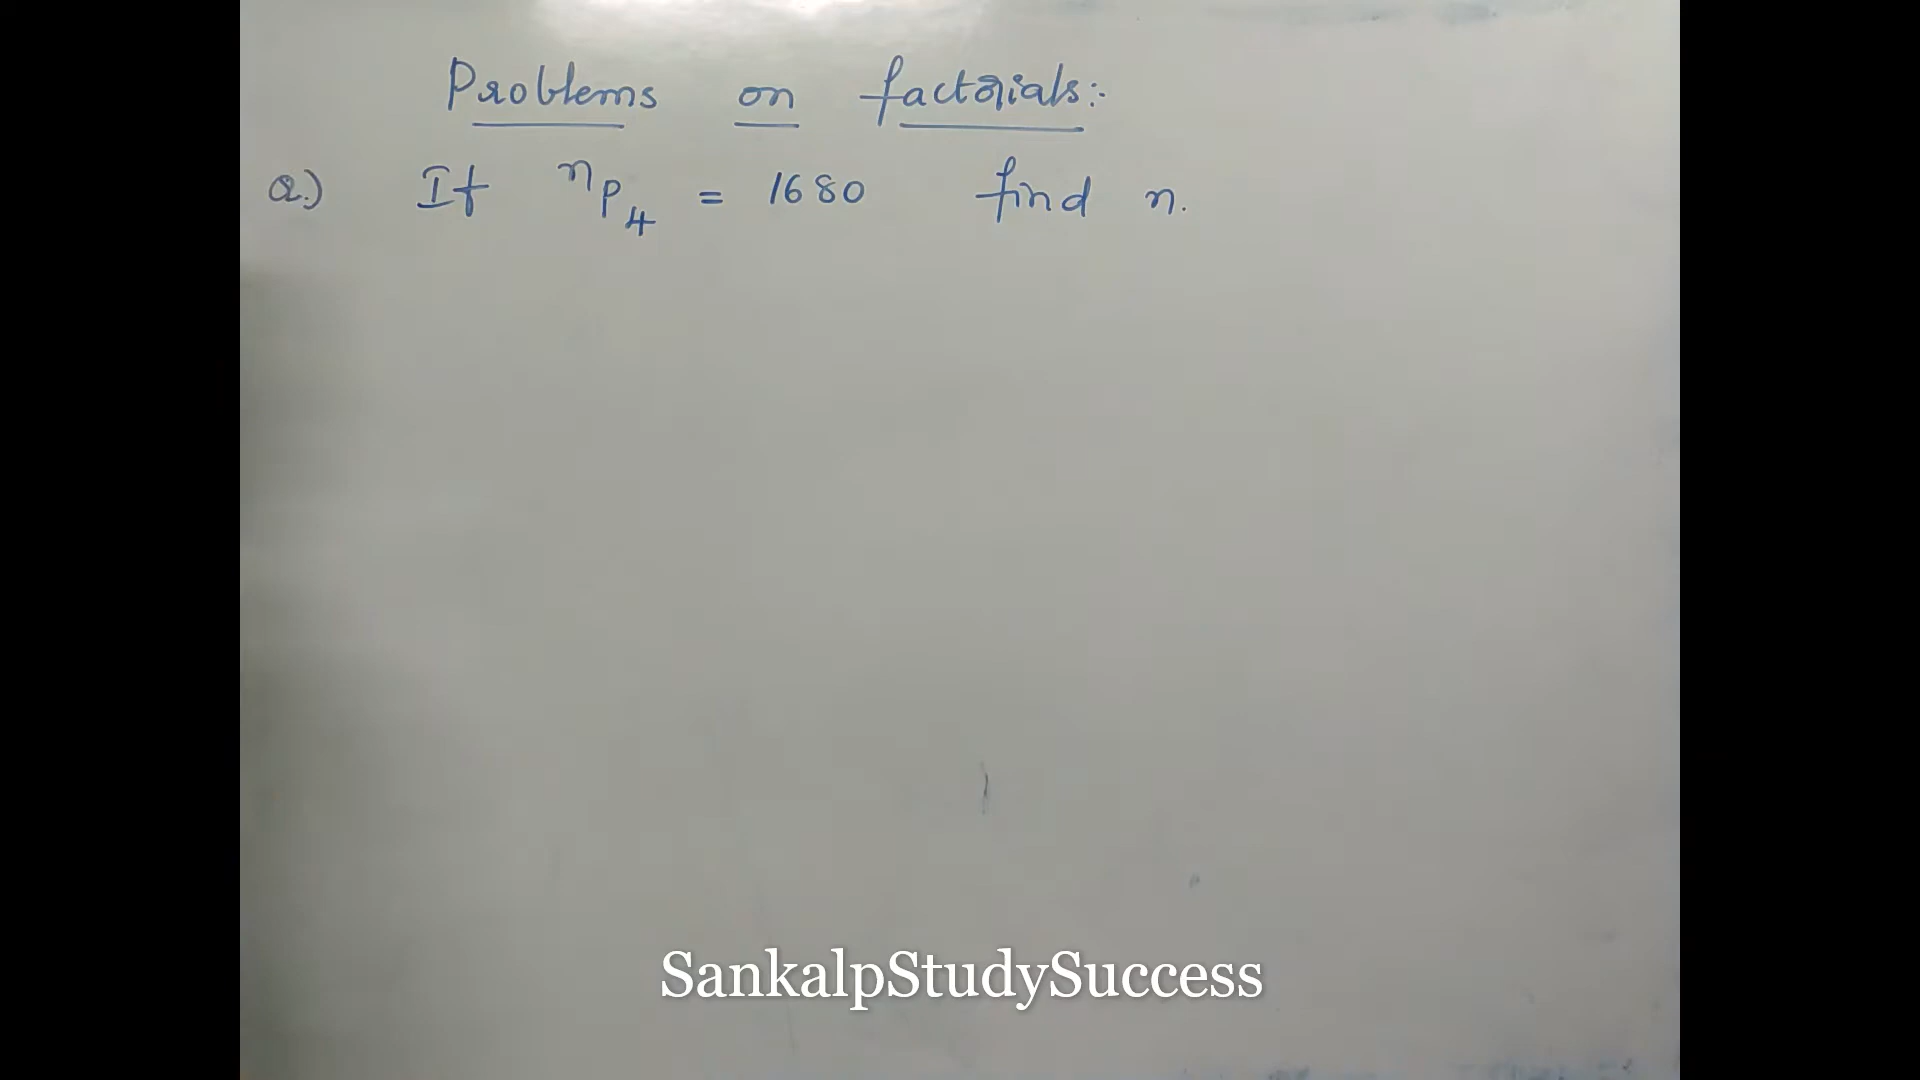 Problems on factorials:-
Q.) If ⁿP₄ = 1680 find n.
SankalpStudySuccess